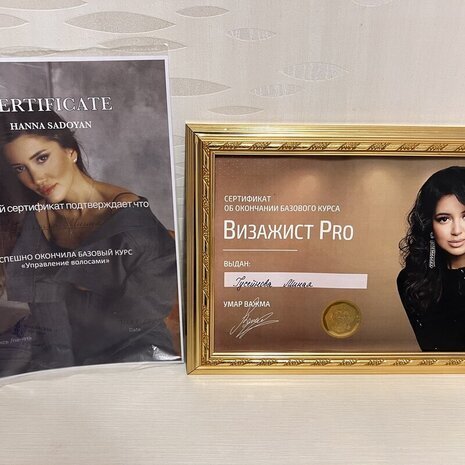 CERTIFICATE
HANNA SADOYAN
й сертификат подтверждает что
СПЕШНО ОКОНЧИЛА БАЗОВЫЙ КУРС
«Управление волосами»
Date
СЕРТИФИКАТ
ОБ ОКОНЧАНИИ БАЗОВОГО КУРСА
ВИЗАЖИСТ PRO
ВЫДАН:
УМАР ВАЖМА